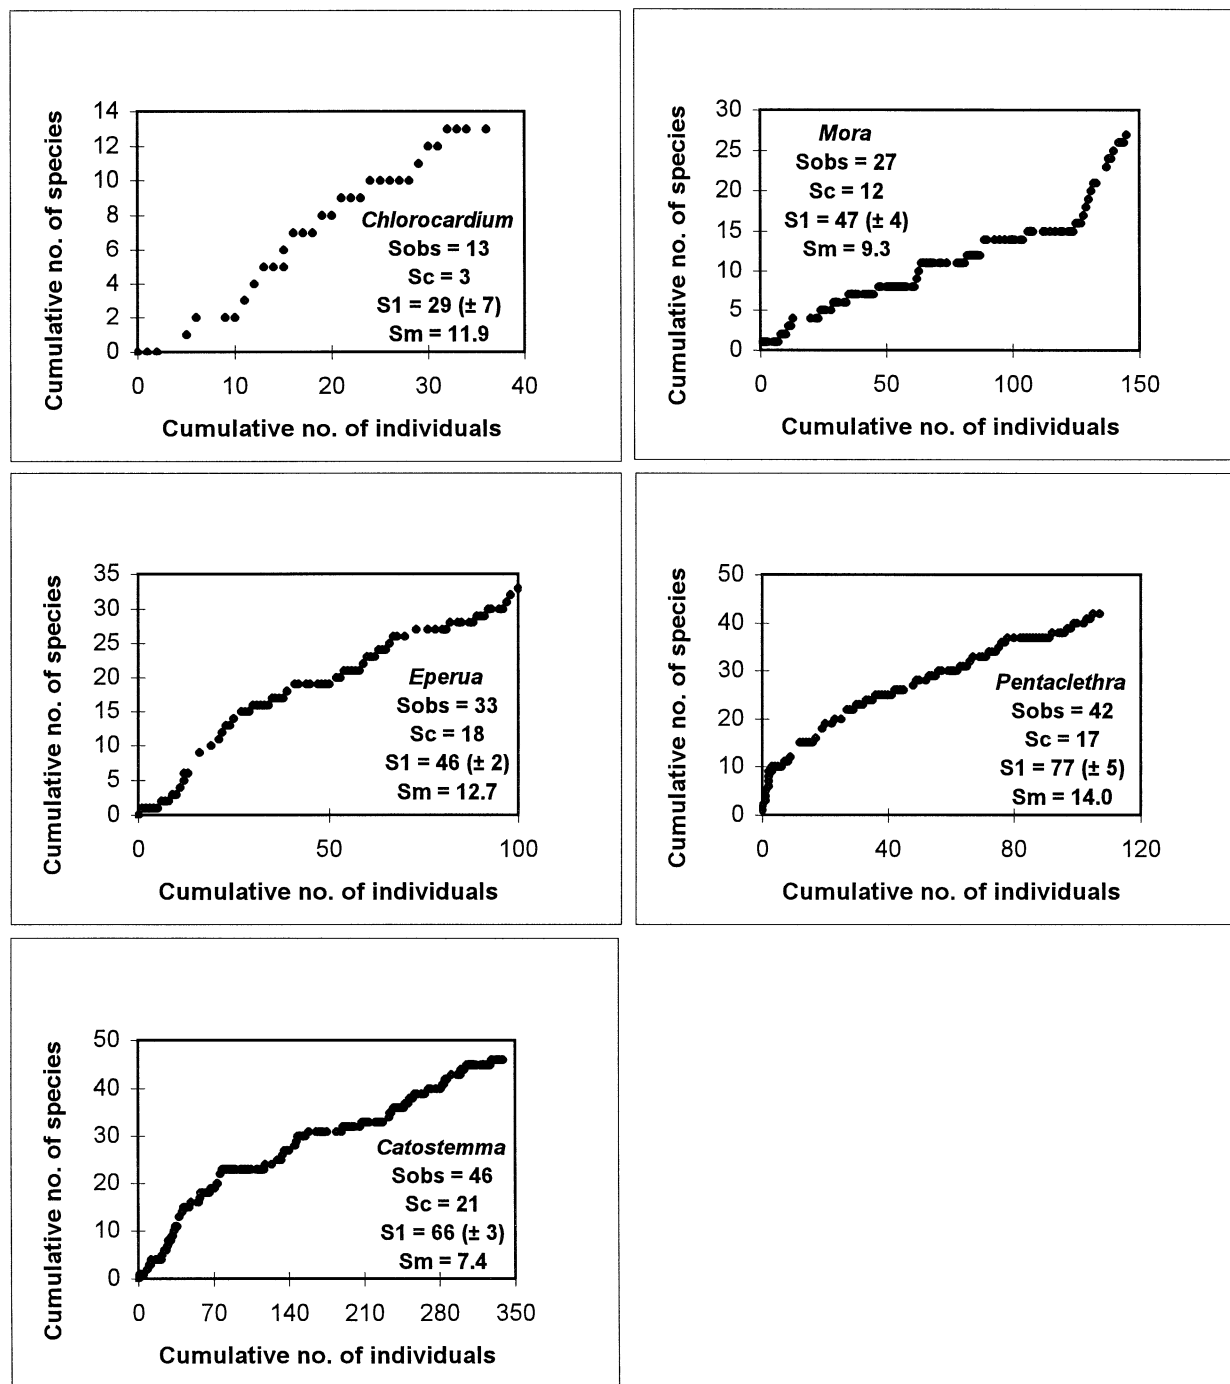 Cumulative no. of species
14
12
10
8
6
4
2
0
Chlorocardium
Sobs = 13
Sc = 3
S1 = 29 (± 7)
Sm = 11.9
0 10 20 30 40
Cumulative no. of individuals
Cumulative no. of species
30
25
20
15
10
5
0
Mora
Sobs = 27
Sc = 12
S1 = 47 (± 4)
Sm = 9.3
0 50 100 150
Cumulative no. of individuals
Cumulative no. of species
35
30
25
20
15
10
5
0
Eperua
Sobs = 33
Sc = 18
S1 = 46 (± 2)
Sm = 12.7
0 50 100
Cumulative no. of individuals
Cumulative no. of species
50
40
30
20
10
0
Pentaclethra
Sobs = 42
Sc = 17
S1 = 77 (± 5)
Sm = 14.0
0 40 80 120
Cumulative no. of individuals
Cumulative no. of species
50
40
30
20
10
0
Catostemma
Sobs = 46
Sc = 21
S1 = 66 (± 3)
Sm = 7.4
0 70 140 210 280 350
Cumulative no. of individuals